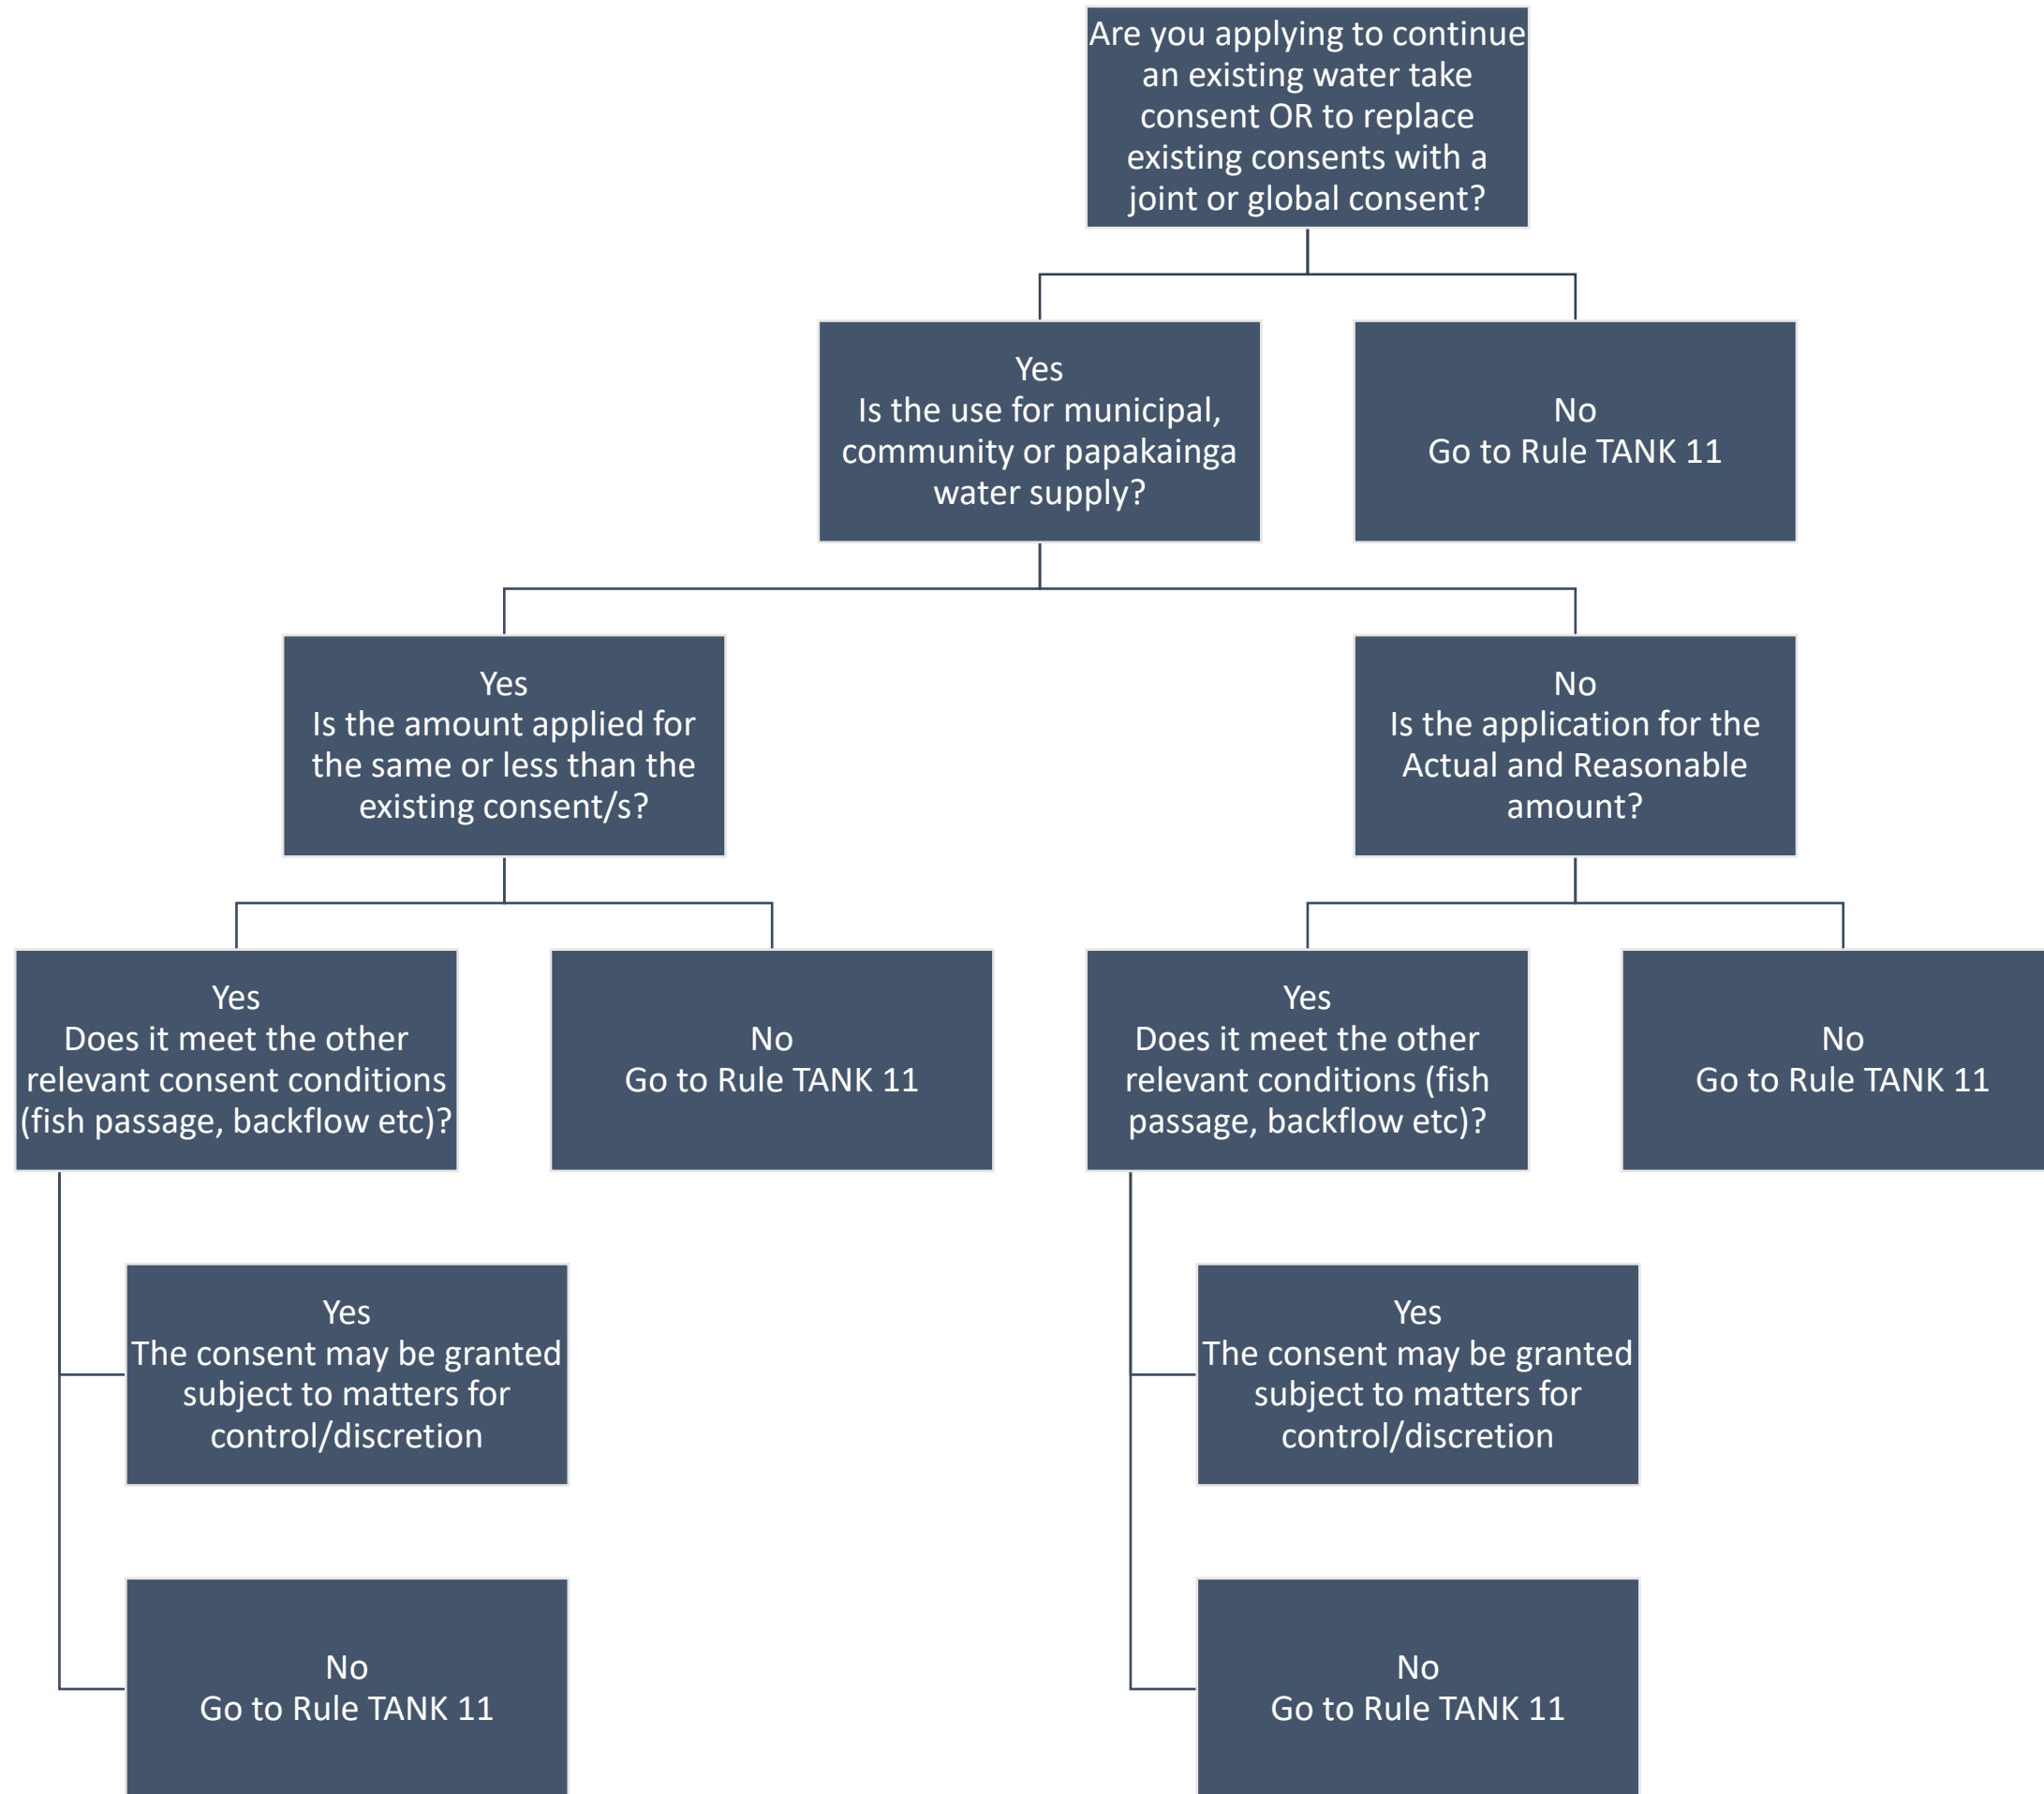 Are you applying to continue
an existing water take
consent OR to replace
existing consents with a
joint or global consent?
Yes
Is the use for municipal,
community or papakainga
water supply?
No
Go to Rule TANK 11
Yes
Is the amount applied for
the same or less than the
existing consent/s?
No
Is the application for the
Actual and Reasonable
amount?
Yes
Does it meet the other
relevant consent conditions
(fish passage, backflow etc)?
No
Go to Rule TANK 11
Yes
Does it meet the other
relevant conditions (fish
passage, backflow etc)?
No
Go to Rule TANK 11
Yes
The consent may be granted
subject to matters for
control/discretion
Yes
The consent may be granted
subject to matters for
control/discretion
No
Go to Rule TANK 11
No
Go to Rule TANK 11